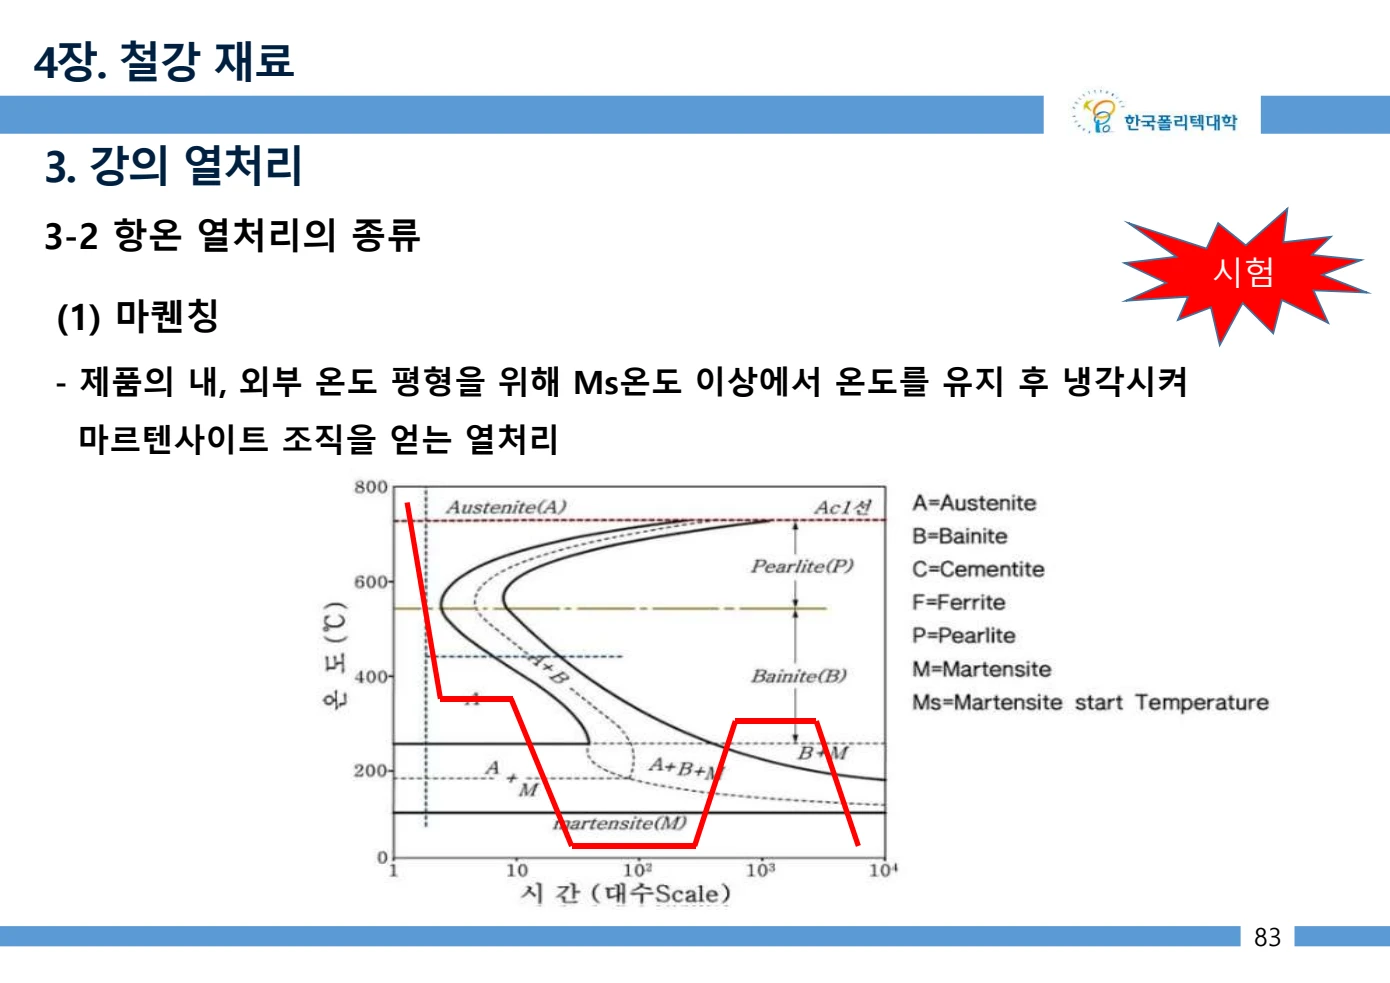 4장. 철강 재료
한국폴리텍대학
3. 강의 열처리
3-2 항온 열처리의 종류
시험
(1) 마퀜칭
- 제품의 내, 외부 온도 평형을 위해 Ms온도 이상에서 온도를 유지 후 냉각시켜
마르텐사이트 조직을 얻는 열처리
800
600
400
200
0
온 도 (℃)
Austenite(A)
Ac1선
Pearlite(P)
A+B
Bainite(B)
A
B+M
A+B+M
A
+
M
martensite(M)
1
10
10²
10³
10⁴
시 간 (대수Scale)
A=Austenite
B=Bainite
C=Cementite
F=Ferrite
P=Pearlite
M=Martensite
Ms=Martensite start Temperature
83